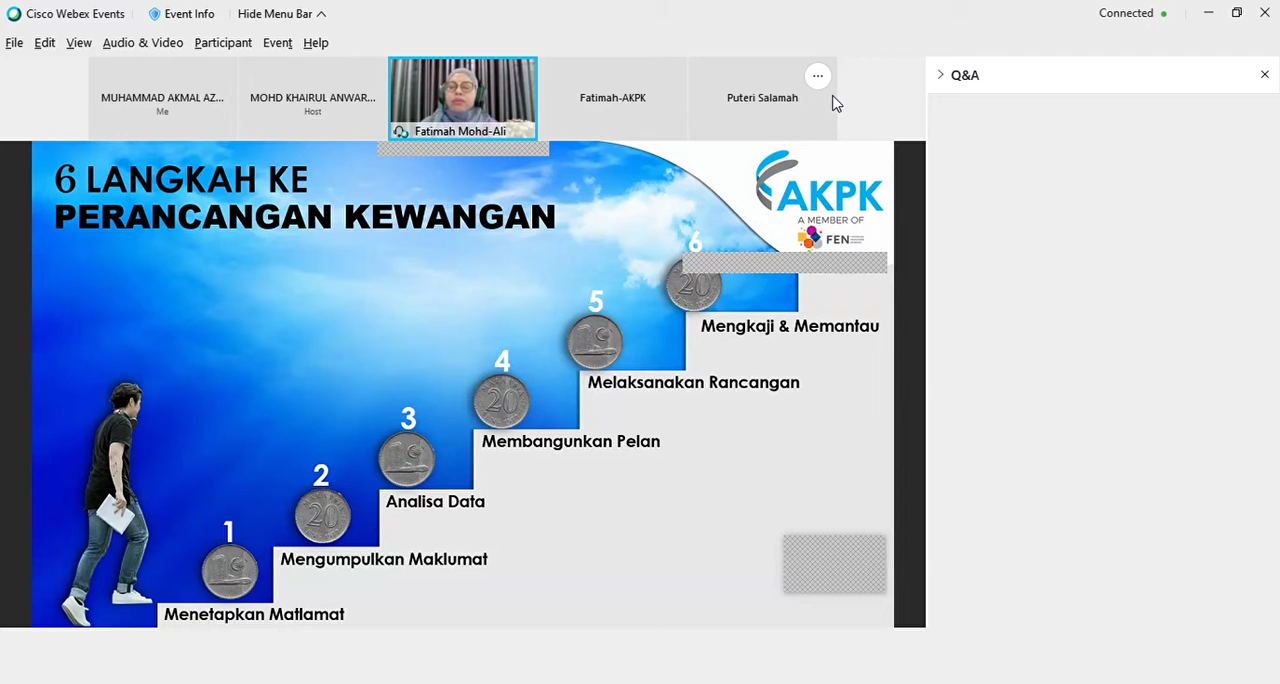 Cisco Webex Events
Event Info
Hide Menu Bar
Connected
File Edit View Audio & Video Participant Event Help
MUHAMMAD AKMAL AZ...
Me
MOHD KHAIRUL ANWAR...
Host
Fatimah Mohd-Ali
Fatimah-AKPK
Puteri Salamah
Q&A
6 LANGKAH KE
PERANCANGAN KEWANGAN
AKPK
A MEMBER OF
FEN
6
20
Mengkaji & Memantau
5
Melaksanakan Rancangan
4
20
Membangunkan Pelan
3
Analisa Data
2
20
Mengumpulkan Maklumat
1
Menetapkan Matlamat